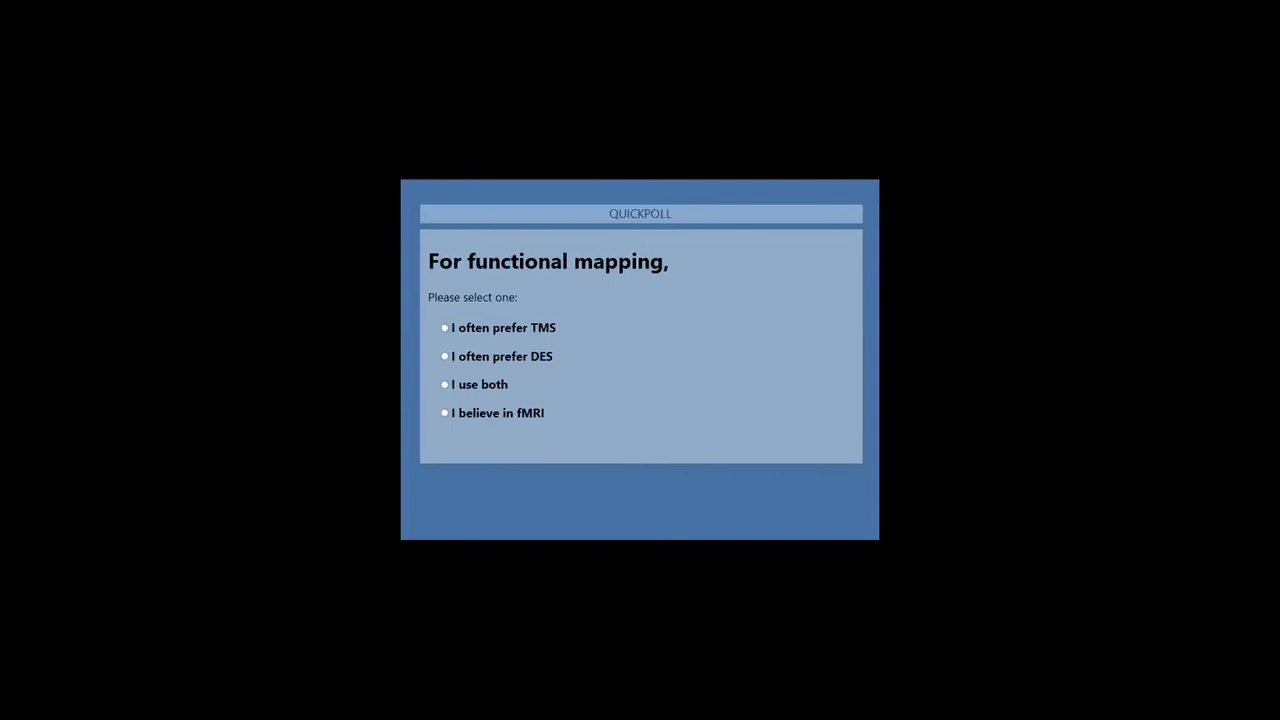 QUICKPOLL
For functional mapping,
Please select one:
I often prefer TMS
I often prefer DES
I use both
I believe in fMRI